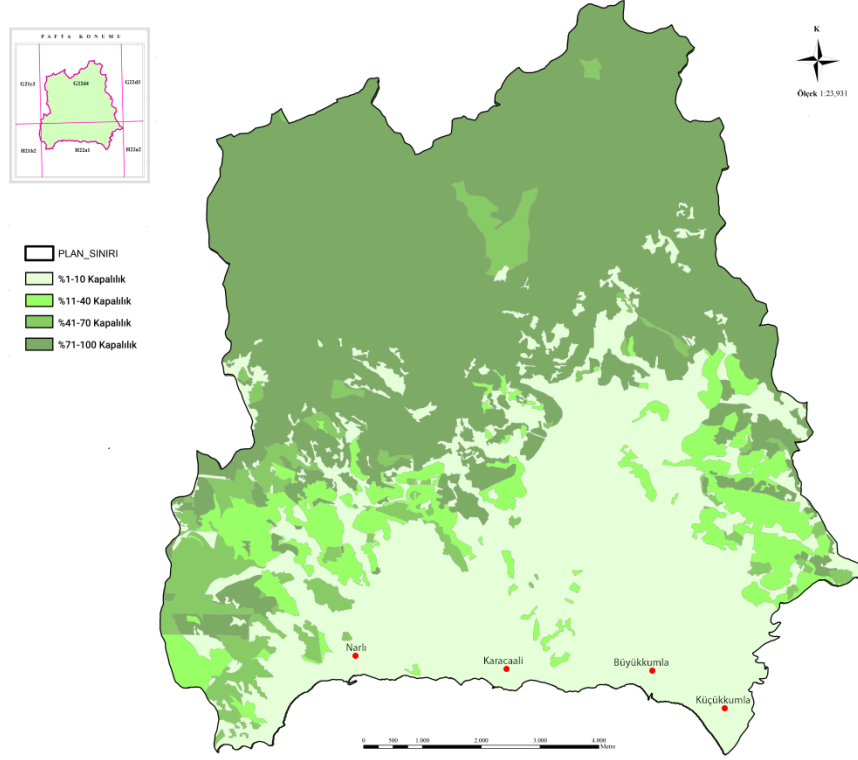 PAFTA KONUMU
G21c3
G22d4
G22d3
H21b2
H22a1
H22a2
K
Ölçek 1:23,931
PLAN_SINIRI
%1-10 Kapalılık
%11-40 Kapalılık
%41-70 Kapalılık
%71-100 Kapalılık
Narlı
Karacaali
Büyükkumla
Küçükkumla
0 500 1.000 2.000 3.000 4.000
Metre